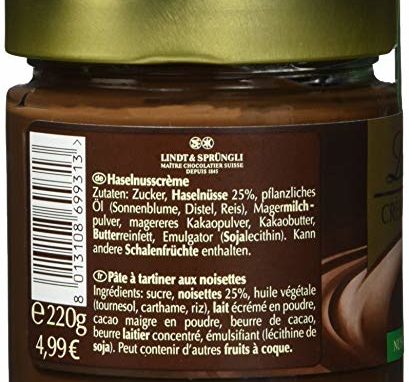 LINDT & SPRÜNGLI
MAÎTRE CHOCOLATIER SUISSE
DEPUIS 1845
de Haselnusscrème
Zutaten: Zucker, Haselnüsse 25%, pflanzliches
Öl (Sonnenblume, Distel, Reis), Magermilch-
pulver, magereres Kakaopulver, Kakaobutter,
Butterreinfett, Emulgator (Sojalecithin). Kann
andere Schalenfrüchte enthalten.
fr Pâte à tartiner aux noisettes
Ingrédients: sucre, noisettes 25%, huile végétale
(tournesol, carthame, riz), lait écrémé en poudre,
cacao maigre en poudre, beurre de cacao,
beurre laitier concentré, émulsifiant (lécithine de
soja). Peut contenir d'autres fruits à coque.
8 013108 699313 >
e 220g
4,99 €